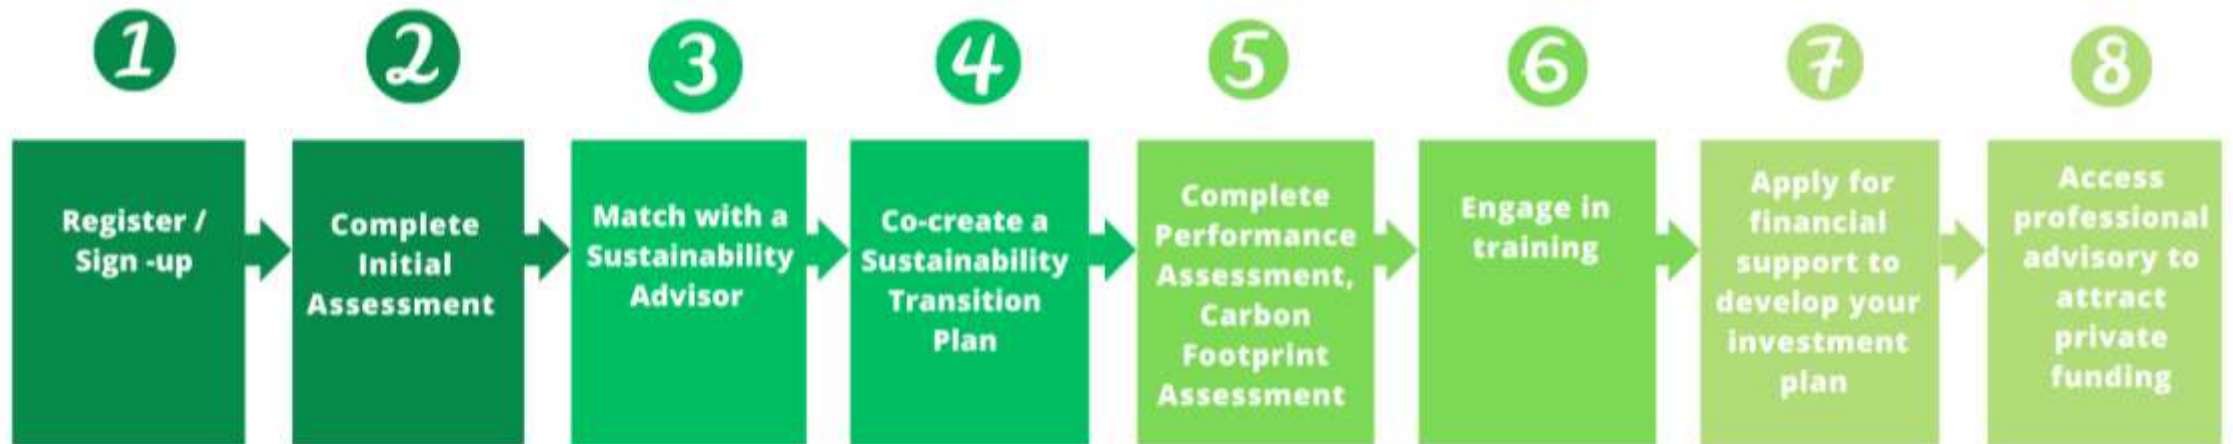 1
2
3
4
5
6
7
8
Register /
Sign -up
Complete
Initial
Assessment
Match with a
Sustainability
Advisor
Co-create a
Sustainability
Transition
Plan
Complete
Performance
Assessment,
Carbon
Footprint
Assessment
Engage in
training
Apply for
financial
support to
develop your
investment
plan
Access
professional
advisory to
attract
private
funding